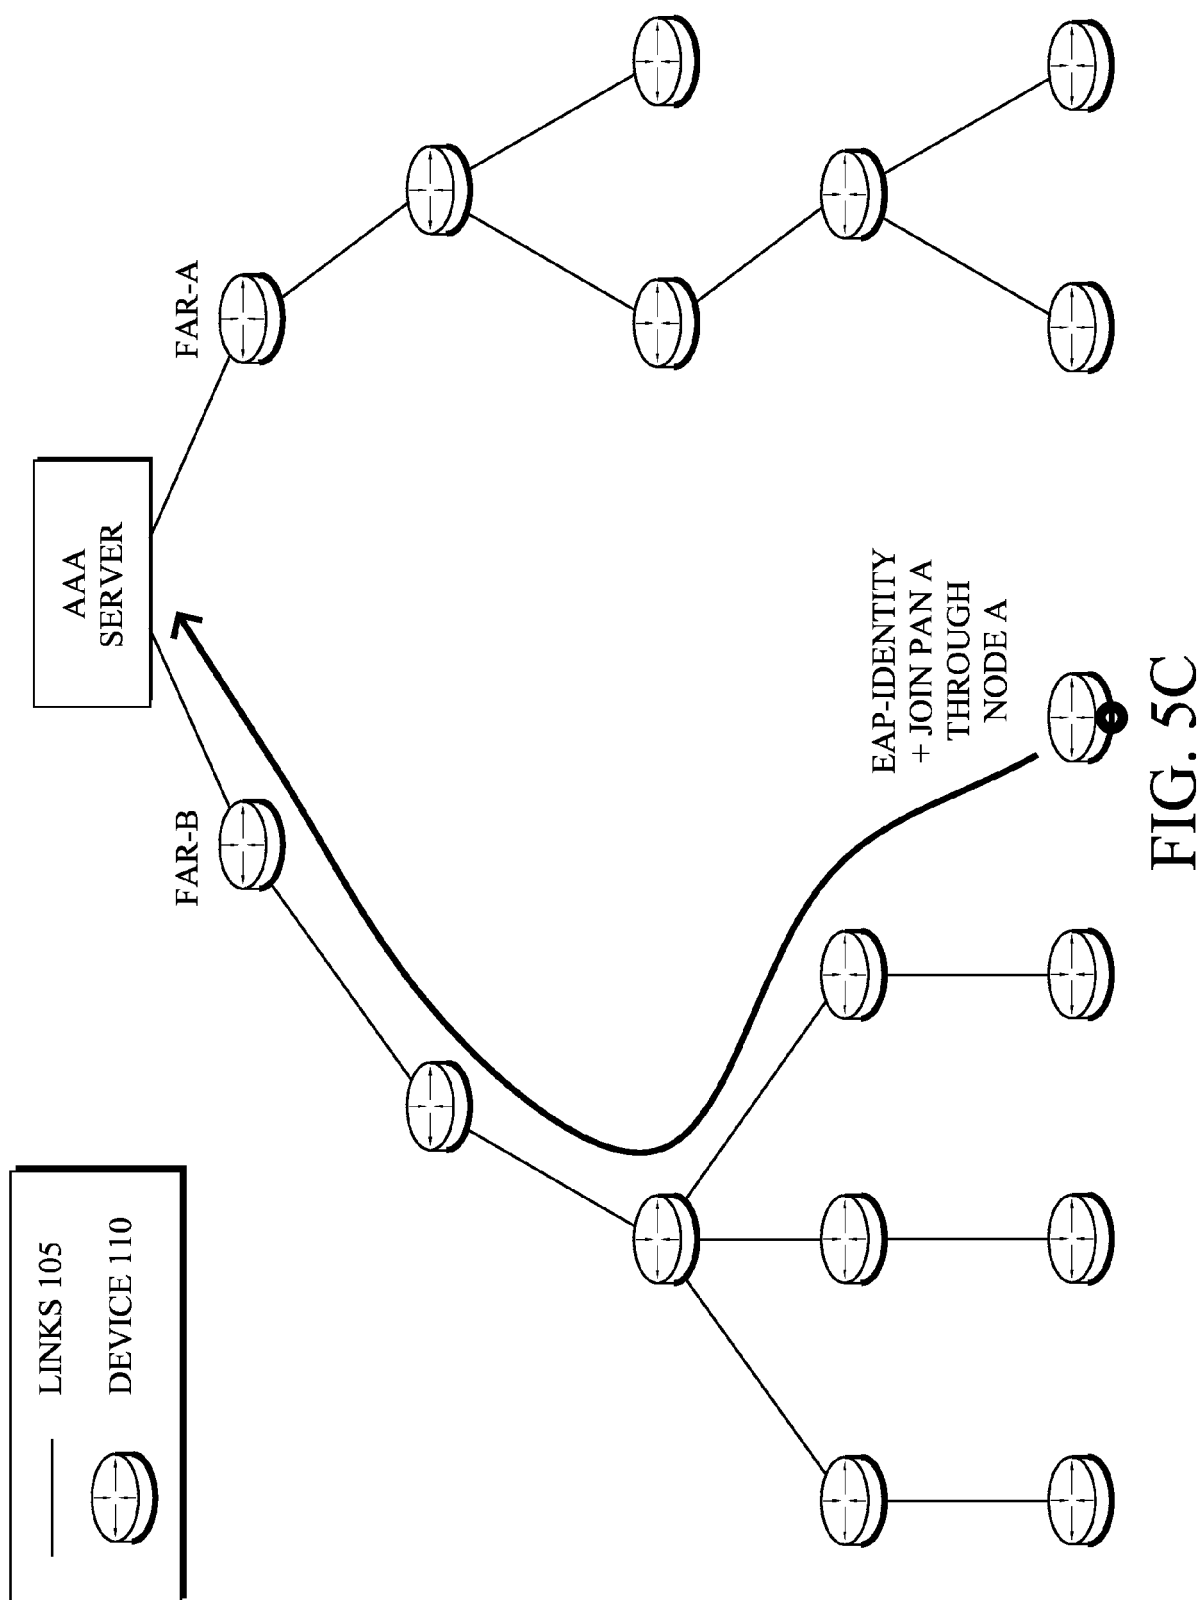 LINKS 105
DEVICE 110
AAA
SERVER
FAR-B
FAR-A
EAP-IDENTITY
+ JOIN PAN A
THROUGH
NODE A
FIG. 5C